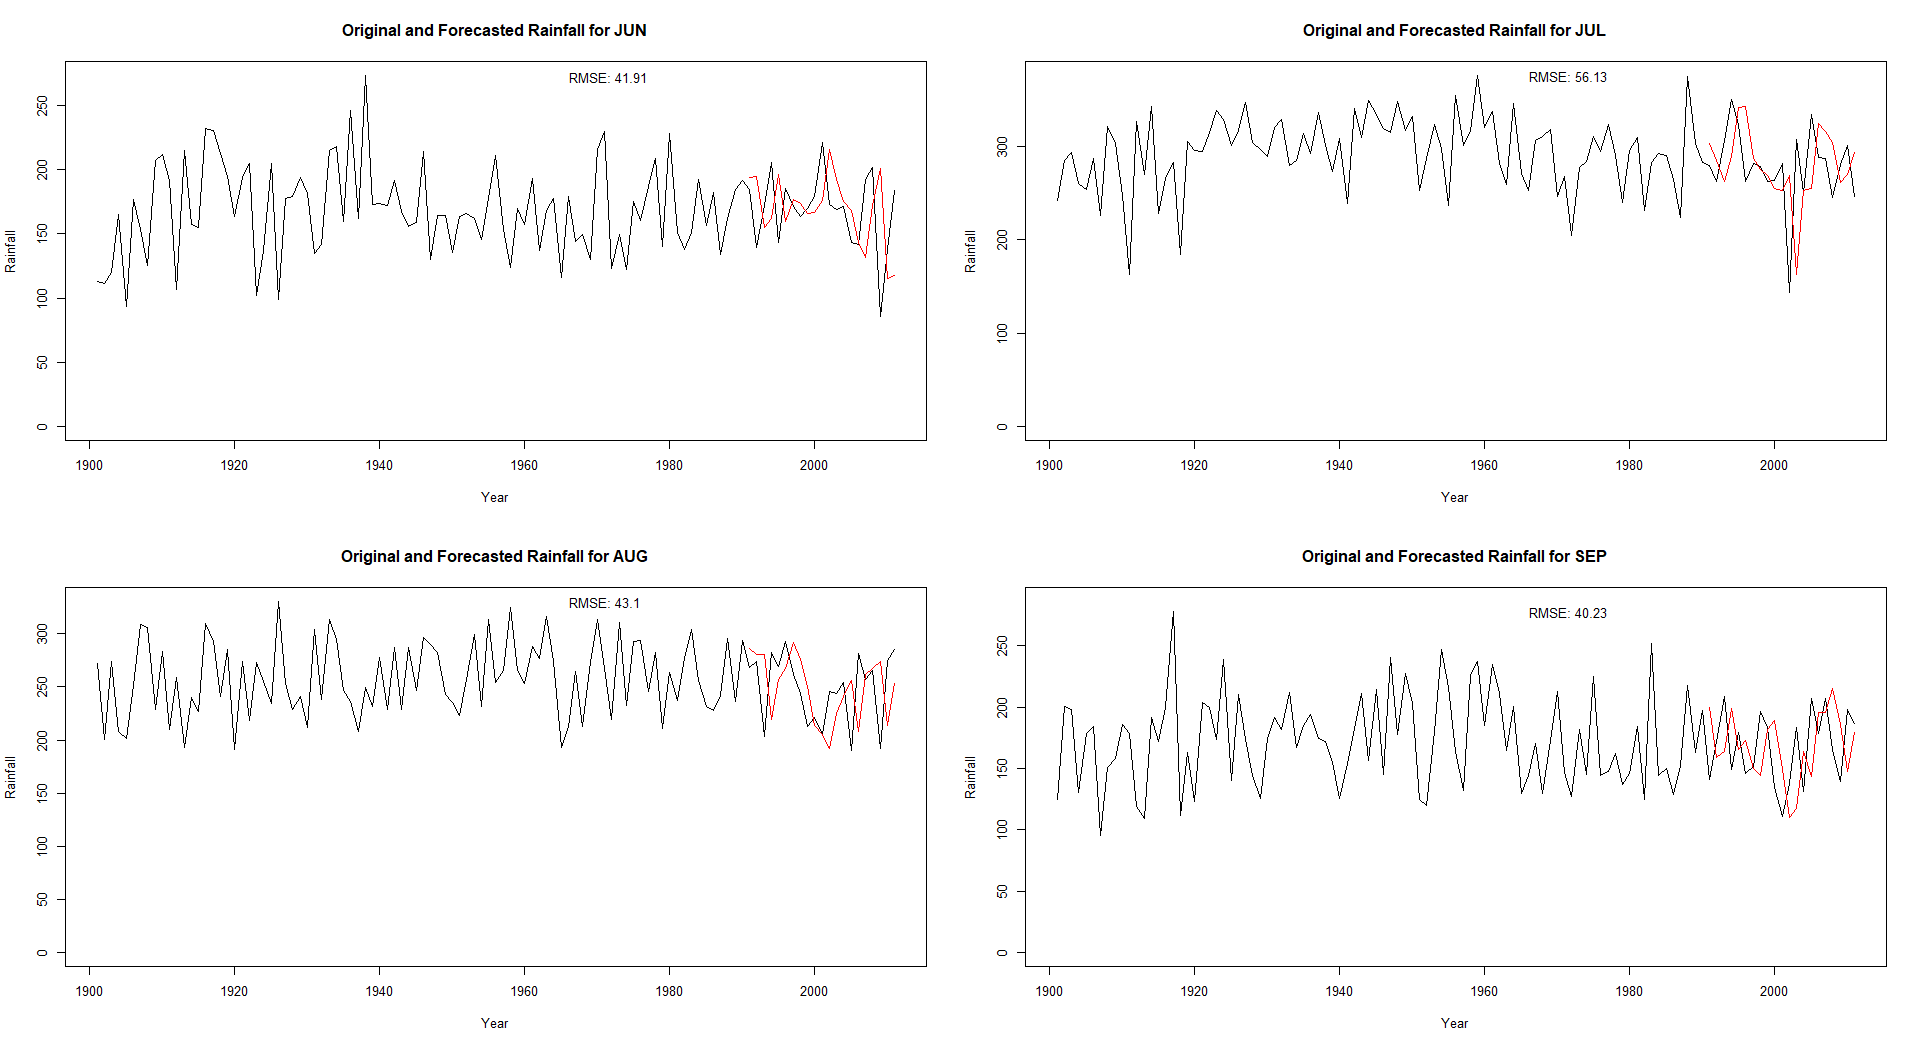 Original and Forecasted Rainfall for JUN
RMSE: 41.91
Rainfall
250
200
150
100
50
0
1900 1920 1940 1960 1980 2000
Year
Original and Forecasted Rainfall for JUL
RMSE: 56.13
Rainfall
300
200
100
0
1900 1920 1940 1960 1980 2000
Year
Original and Forecasted Rainfall for AUG
RMSE: 43.1
Rainfall
300
250
200
150
100
50
0
1900 1920 1940 1960 1980 2000
Year
Original and Forecasted Rainfall for SEP
RMSE: 40.23
Rainfall
250
200
150
100
50
0
1900 1920 1940 1960 1980 2000
Year